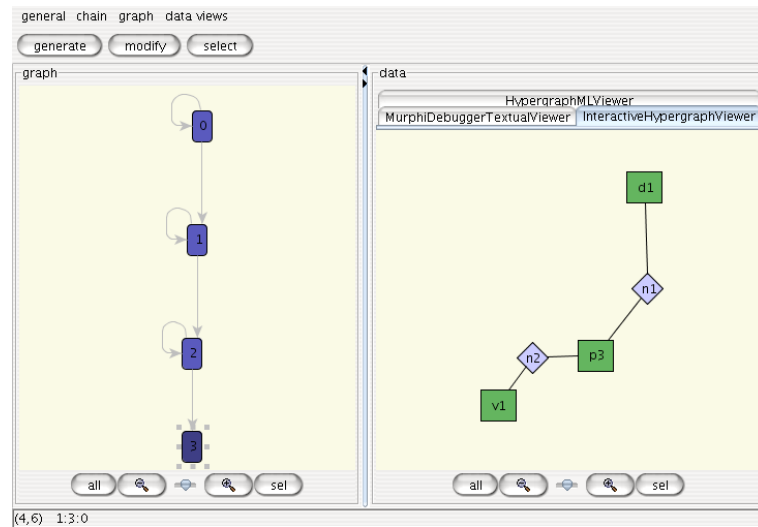 general chain graph data views
generate modify select
graph
0
1
2
3
all sel
(4,6) 1:3:0
data
HypergraphMLViewer
MurphiDebuggerTextualViewer InteractiveHypergraphViewer
d1
n1
n2 p3
v1
all sel